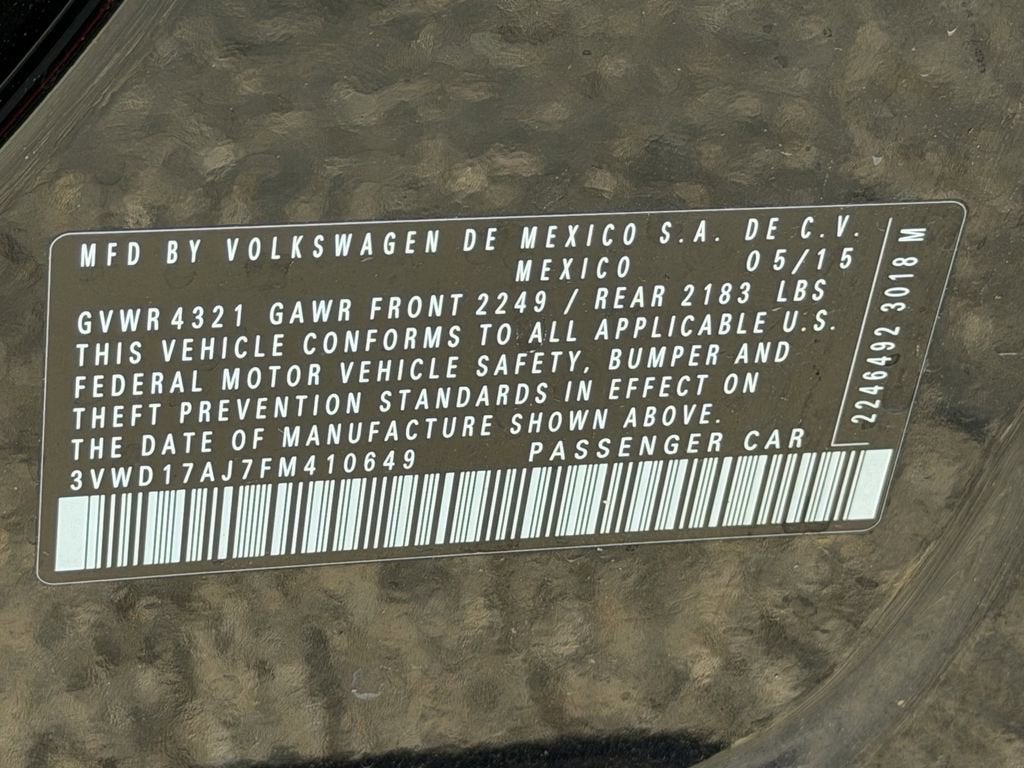 MFD BY VOLKSWAGEN DE MEXICO S.A. DE C.V.
MEXICO 05/15
GVWR 4321 GAWR FRONT 2249 / REAR 2183 LBS
THIS VEHICLE CONFORMS TO ALL APPLICABLE U.S.
FEDERAL MOTOR VEHICLE SAFETY, BUMPER AND
THEFT PREVENTION STANDARDS IN EFFECT ON
THE DATE OF MANUFACTURE SHOWN ABOVE.
3VWD17AJ7FM410649 PASSENGER CAR
2246492 3018 M